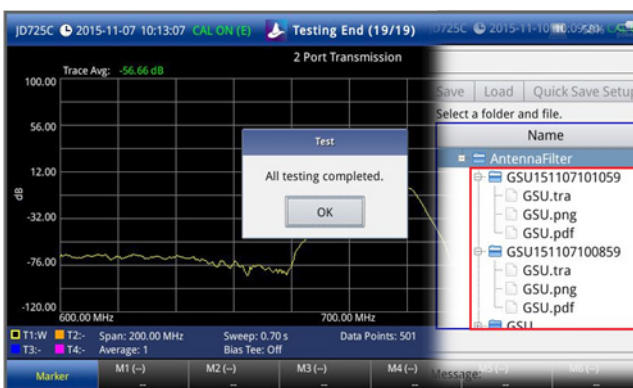 JD725C 2015-11-07 10:13:07 CAL ON (E) Testing End (19/19)
2 Port Transmission
Trace Avg: -56.66 dB
100.00
56.00
12.00
dB
-32.00
-76.00
-120.00
600.00 MHz 700.00 MHz
Test
All testing completed.
OK
T1:W T2:- Span: 200.00 MHz Sweep: 0.70 s Data Points: 501
T3:- T4:- Average: 1 Bias Tee: Off
Marker M1 (--) M2 (--) M3 (--) M4 (--) M5 (--) M6 (--)
-- -- -- -- -- --
2015-11-10
Save Load Quick Save Setu
Select a folder and file.
Name
AntennaFilter
GSU151107101059
GSU.tra
GSU.png
GSU.pdf
GSU151107100859
GSU.tra
GSU.png
GSU.pdf
GSU
Message: